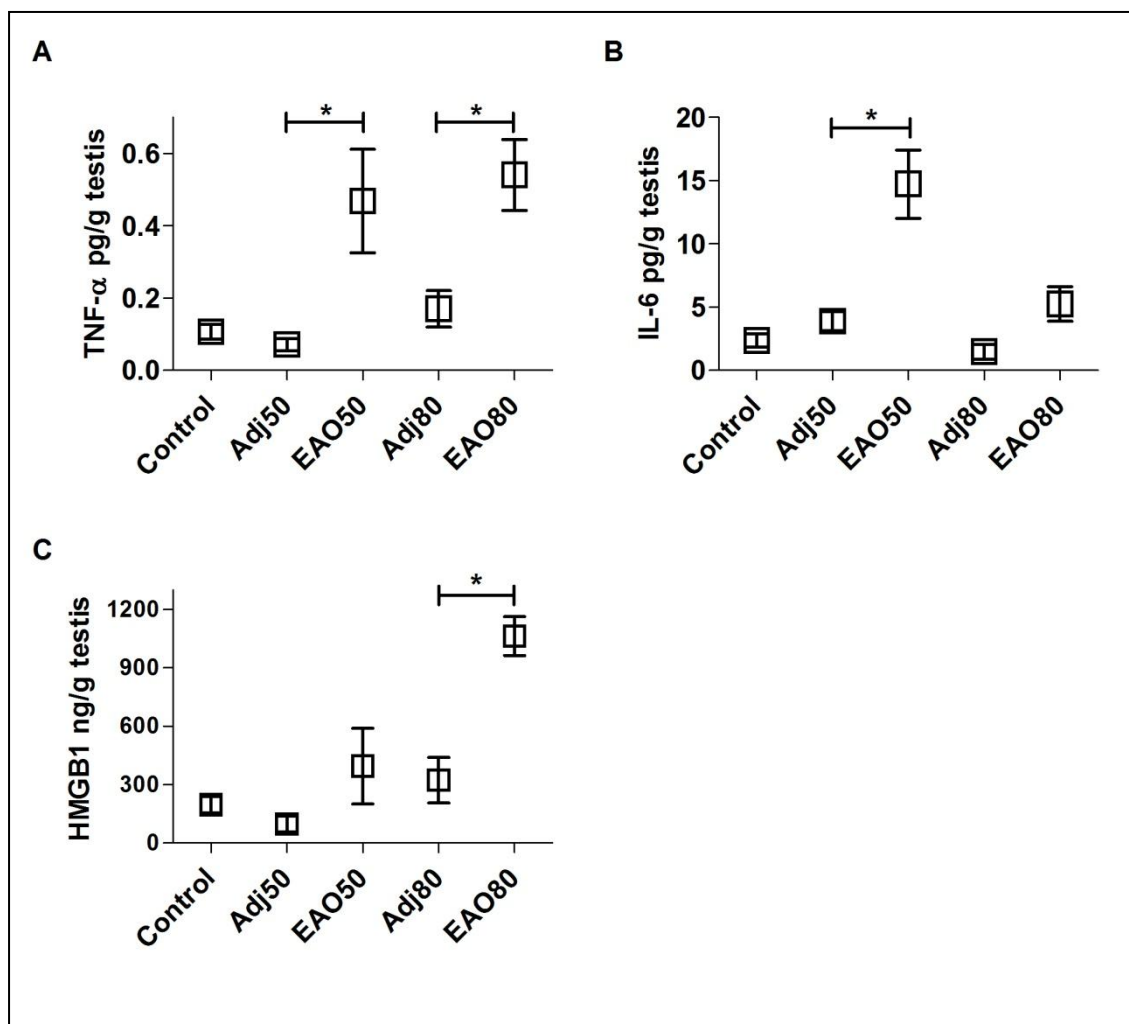 A
TNF-α pg/g testis
0.6
0.4
0.2
0.0
* *
Control Adj50 EAO50 Adj80 EAO80
B
IL-6 pg/g testis
20
15
10
5
0
*
Control Adj50 EAO50 Adj80 EAO80
C
HMGB1 ng/g testis
1200
900
600
300
0
*
Control Adj50 EAO50 Adj80 EAO80